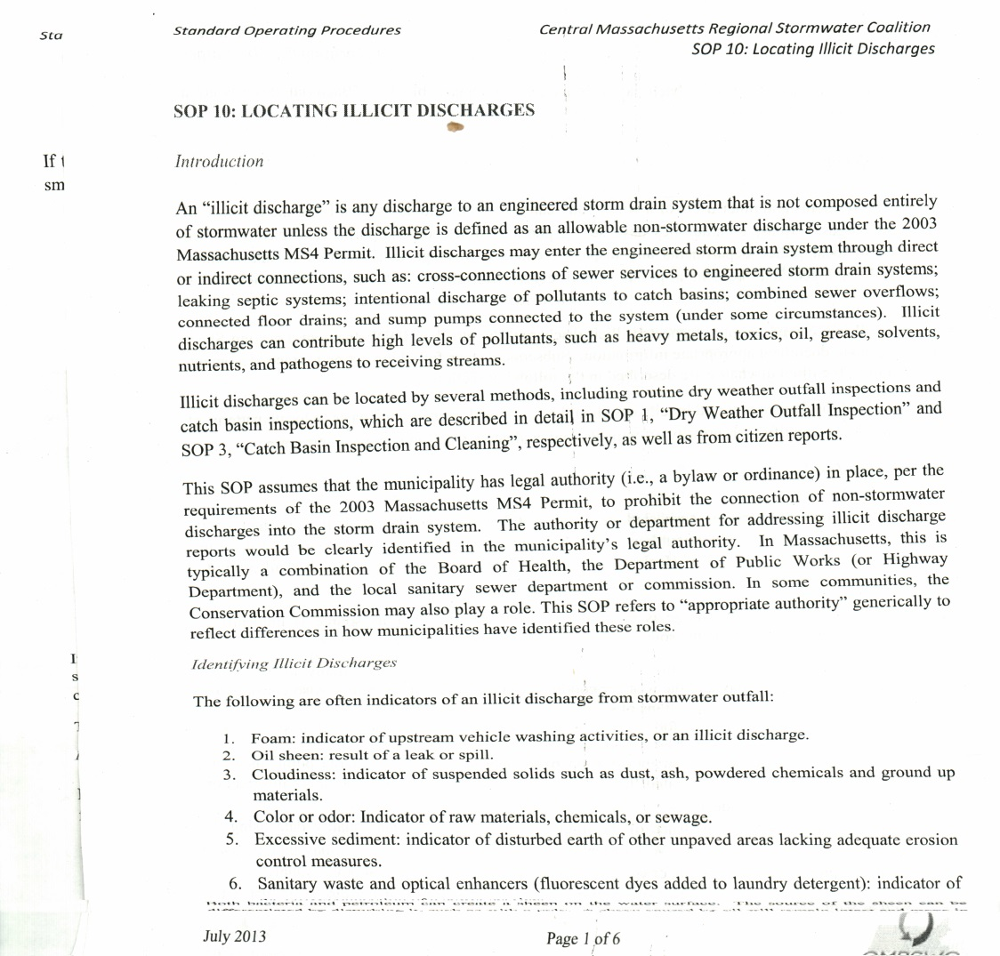 Sta
Standard Operating Procedures
Central Massachusetts Regional Stormwater Coalition
SOP 10: Locating Illicit Discharges
SOP 10: LOCATING ILLICIT DISCHARGES
If
sm
Introduction
An “illicit discharge” is any discharge to an engineered storm drain system that is not composed entirely
of stormwater unless the discharge is defined as an allowable non-stormwater discharge under the 2003
Massachusetts MS4 Permit. Illicit discharges may enter the engineered storm drain system through direct
or indirect connections, such as: cross-connections of sewer services to engineered storm drain systems;
leaking septic systems; intentional discharge of pollutants to catch basins; combined sewer overflows;
connected floor drains; and sump pumps connected to the system (under some circumstances). Illicit
discharges can contribute high levels of pollutants, such as heavy metals, toxics, oil, grease, solvents,
nutrients, and pathogens to receiving streams.
Illicit discharges can be located by several methods, including routine dry weather outfall inspections and
catch basin inspections, which are described in detail in SOP 1, “Dry Weather Outfall Inspection” and
SOP 3, “Catch Basin Inspection and Cleaning”, respectively, as well as from citizen reports.
This SOP assumes that the municipality has legal authority (i.e., a bylaw or ordinance) in place, per the
requirements of the 2003 Massachusetts MS4 Permit, to prohibit the connection of non-stormwater
discharges into the storm drain system. The authority or department for addressing illicit discharge
reports would be clearly identified in the municipality’s legal authority. In Massachusetts, this is
typically a combination of the Board of Health, the Department of Public Works (or Highway
Department), and the local sanitary sewer department or commission. In some communities, the
Conservation Commission may also play a role. This SOP refers to “appropriate authority” generically to
reflect differences in how municipalities have identified these roles.
I
s
c
Identifying Illicit Discharges
The following are often indicators of an illicit discharge from stormwater outfall:
1. Foam: indicator of upstream vehicle washing activities, or an illicit discharge.
2. Oil sheen: result of a leak or spill.
3. Cloudiness: indicator of suspended solids such as dust, ash, powdered chemicals and ground up
materials.
4. Color or odor: Indicator of raw materials, chemicals, or sewage.
5. Excessive sediment: indicator of disturbed earth of other unpaved areas lacking adequate erosion
control measures.
6. Sanitary waste and optical enhancers (fluorescent dyes added to laundry detergent): indicator of
Both bacteria and petroleum can create a sheen on the water surface. The source of the sheen can be
July 2013
Page 1 of 6